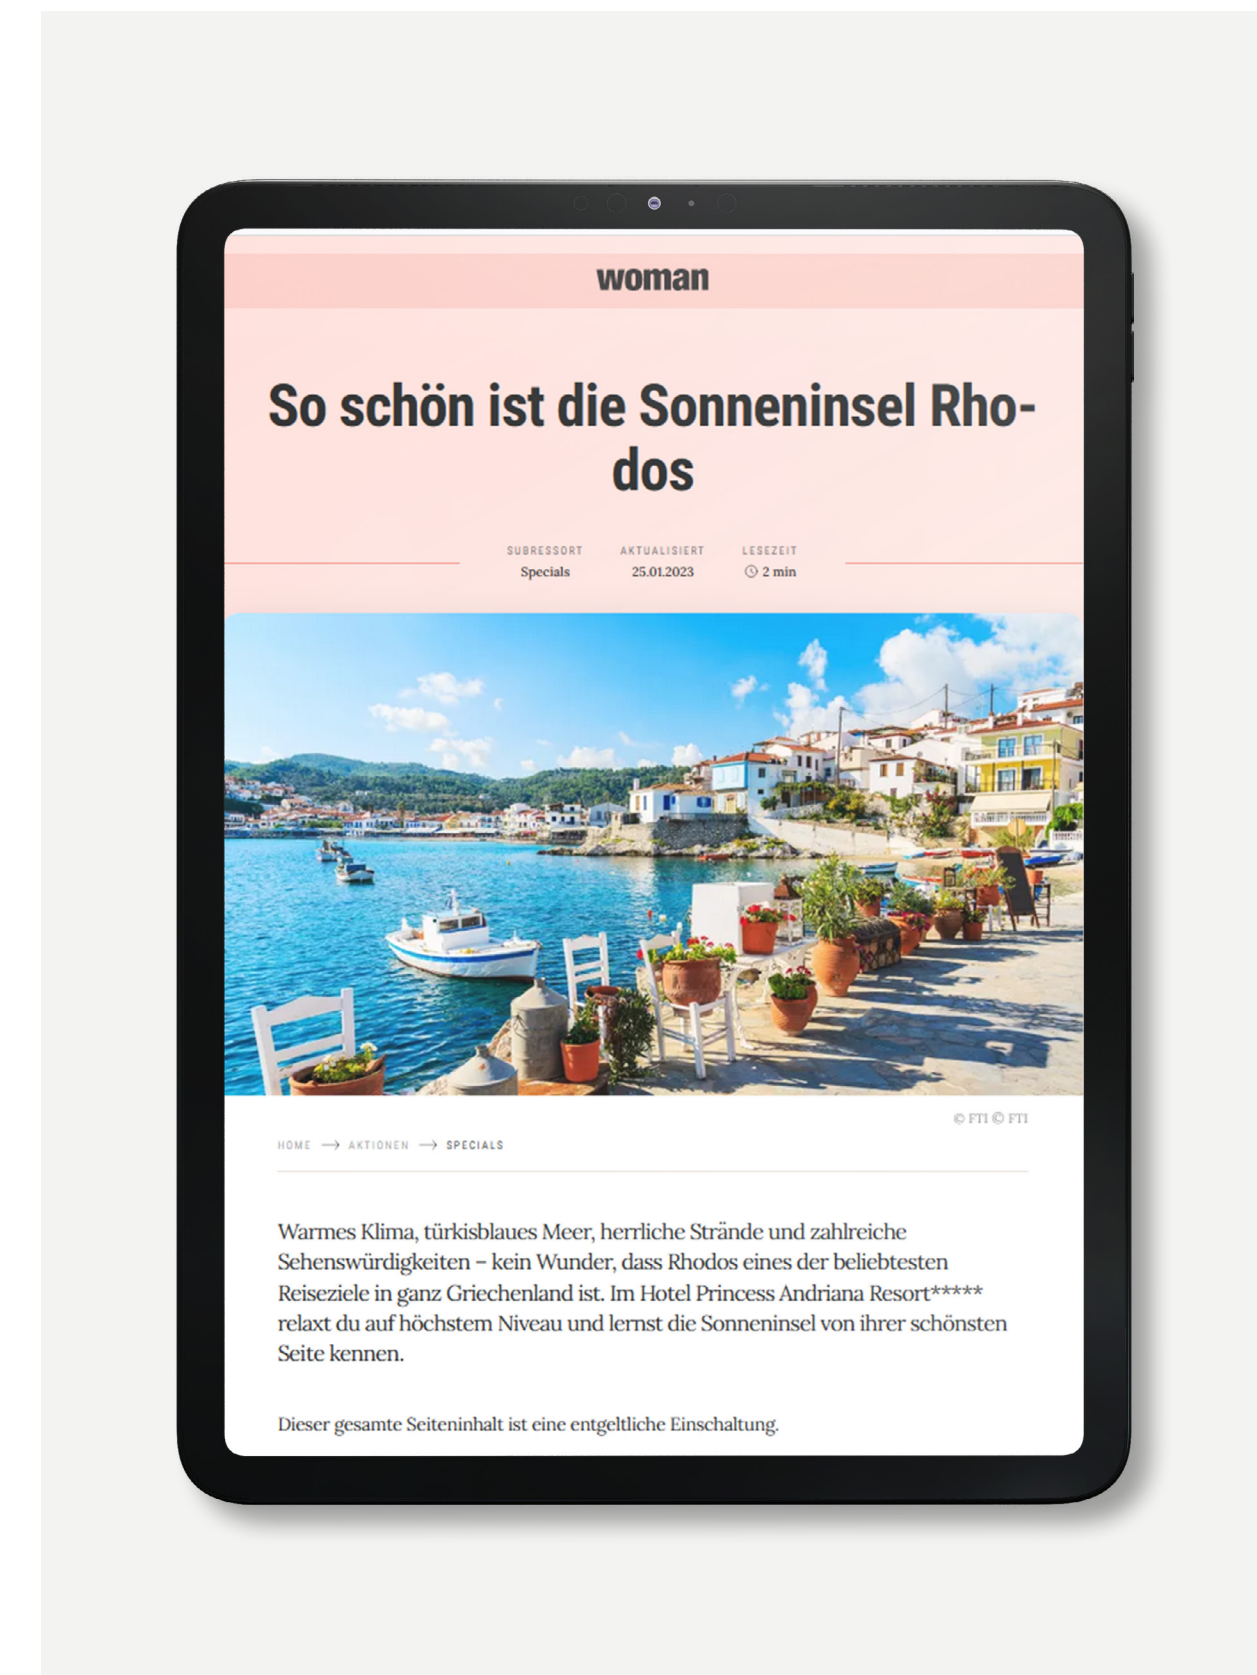 woman
So schön ist die Sonneninsel Rho-
dos
SUBRESSORT AKTUALISIERT LESEZEIT
Specials 25.01.2023 2 min
© FTI © FTI
HOME → AKTIONEN → SPECIALS
Warmes Klima, türkisblaues Meer, herrliche Strände und zahlreiche
Sehenswürdigkeiten – kein Wunder, dass Rhodos eines der beliebtesten
Reiseziele in ganz Griechenland ist. Im Hotel Princess Andriana Resort*****
relaxt du auf höchstem Niveau und lernst die Sonneninsel von ihrer schönsten
Seite kennen.
Dieser gesamte Seiteninhalt ist eine entgeltliche Einschaltung.